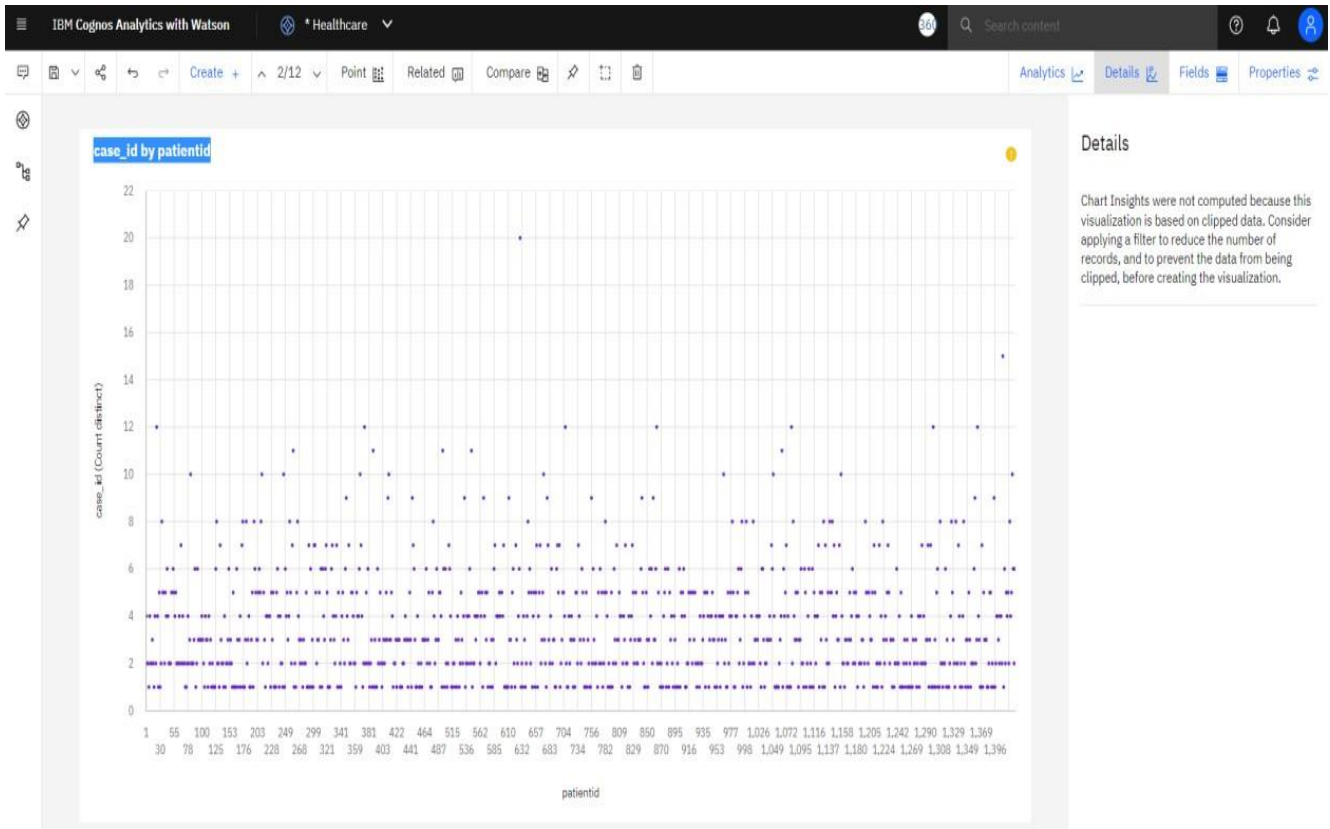 IBM Cognos Analytics with Watson
* Healthcare
360
Search content
Create +
2/12
Point
Related
Compare
Analytics
Details
Fields
Properties
case_id by patientid
Details
Chart Insights were not computed because this
visualization is based on clipped data. Consider
applying a filter to reduce the number of
records, and to prevent the data from being
clipped, before creating the visualization.
case_id (Count distinct)
22
20
18
16
14
12
10
8
6
4
2
0
1 55 100 153 203 249 299 341 381 422 464 515 562 610 657 704 756 809 850 895 935 977 1,026 1,072 1,116 1,158 1,205 1,242 1,290 1,329 1,369
30 78 125 176 228 268 321 359 403 441 487 536 585 632 683 734 782 829 870 916 953 998 1,049 1,095 1,137 1,180 1,224 1,269 1,308 1,349 1,396
patientid